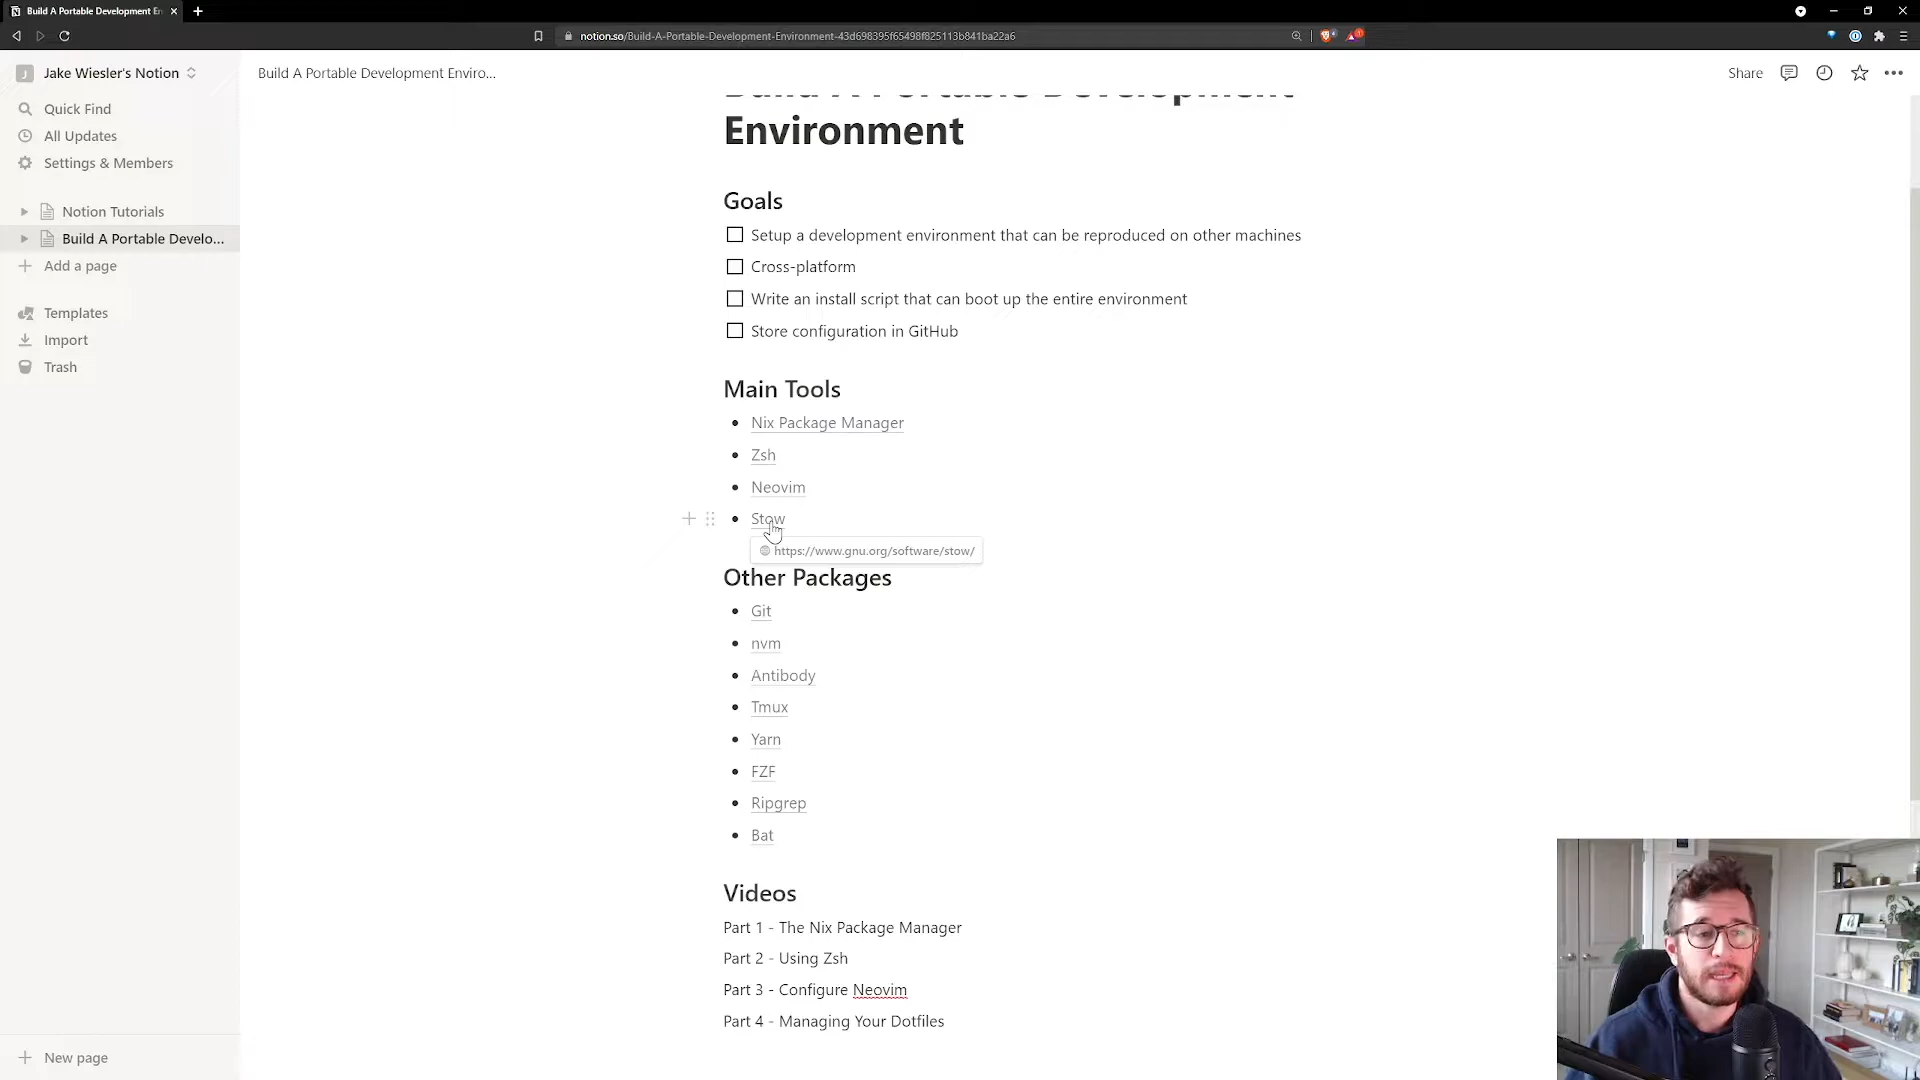 Build A Portable Development En
notion.so/Build-A-Portable-Development-Environment-43d698395f65498f825113b841ba22a6
Jake Wiesler's Notion
Build A Portable Development Enviro...
Share
Quick Find
All Updates
Settings & Members
Notion Tutorials
Build A Portable Develo...
Add a page
Templates
Import
Trash
New page
Build A Portable Development
Environment
Goals
Setup a development environment that can be reproduced on other machines
Cross-platform
Write an install script that can boot up the entire environment
Store configuration in GitHub
Main Tools
Nix Package Manager
Zsh
Neovim
Stow
https://www.gnu.org/software/stow/
Other Packages
Git
nvm
Antibody
Tmux
Yarn
FZF
Ripgrep
Bat
Videos
Part 1 - The Nix Package Manager
Part 2 - Using Zsh
Part 3 - Configure Neovim
Part 4 - Managing Your Dotfiles